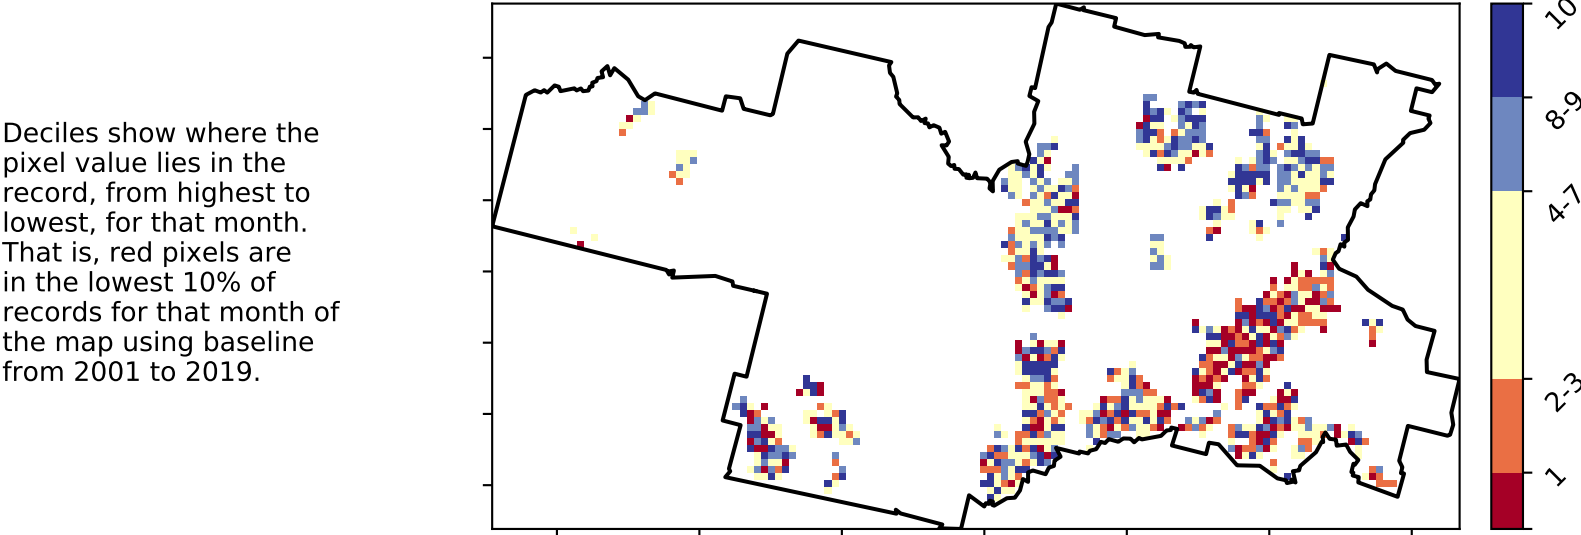 Deciles show where the
pixel value lies in the
record, from highest to
lowest, for that month.
That is, red pixels are
in the lowest 10% of
records for that month of
the map using baseline
from 2001 to 2019.
10
8-9
4-7
2-3
1